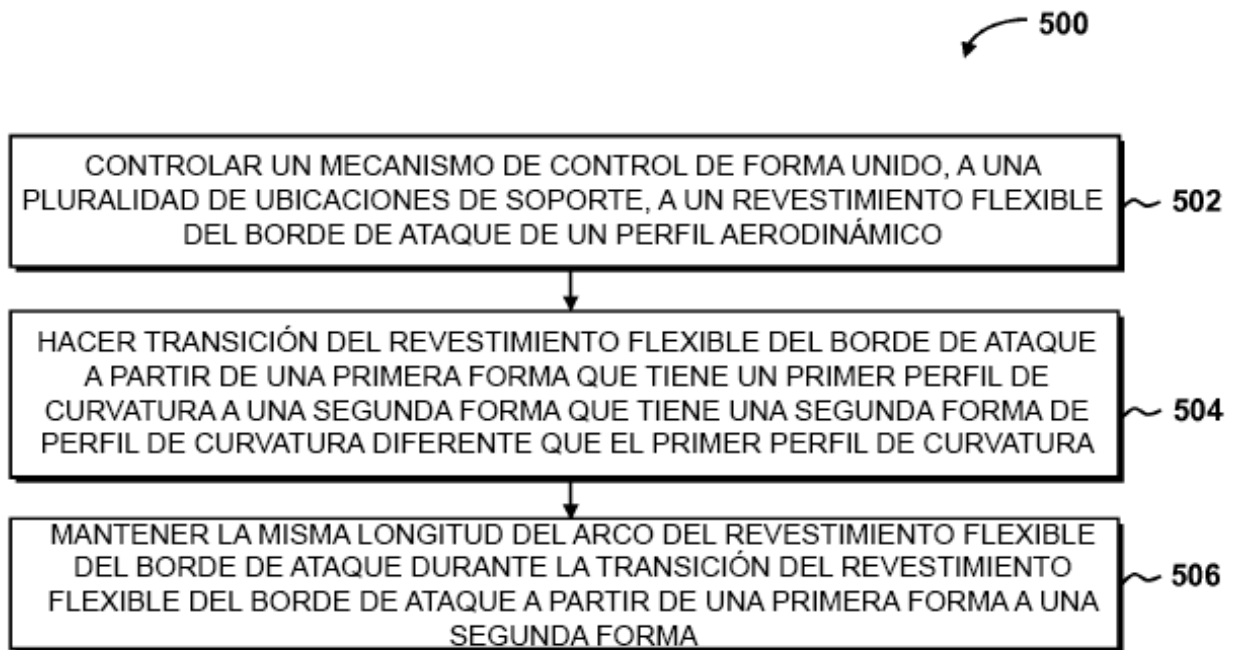 500
CONTROLAR UN MECANISMO DE CONTROL DE FORMA UNIDO, A UNA
PLURALIDAD DE UBICACIONES DE SOPORTE, A UN REVESTIMIENTO FLEXIBLE
DEL BORDE DE ATAQUE DE UN PERFIL AERODINÁMICO
502
HACER TRANSICIÓN DEL REVESTIMIENTO FLEXIBLE DEL BORDE DE ATAQUE
A PARTIR DE UNA PRIMERA FORMA QUE TIENE UN PRIMER PERFIL DE
CURVATURA A UNA SEGUNDA FORMA QUE TIENE UNA SEGUNDA FORMA DE
PERFIL DE CURVATURA DIFERENTE QUE EL PRIMER PERFIL DE CURVATURA
504
MANTENER LA MISMA LONGITUD DEL ARCO DEL REVESTIMIENTO FLEXIBLE
DEL BORDE DE ATAQUE DURANTE LA TRANSICIÓN DEL REVESTIMIENTO
FLEXIBLE DEL BORDE DE ATAQUE A PARTIR DE UNA PRIMERA FORMA A UNA
SEGUNDA FORMA
506